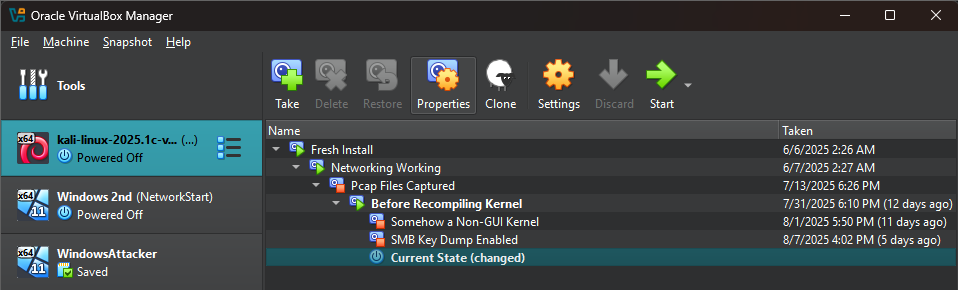 Oracle VirtualBox Manager
File Machine Snapshot Help
Tools
Take Delete Restore Properties Clone Settings Discard Start
x64 kali-linux-2025.1c-v... (...)
Powered Off
x64 11 Windows 2nd (NetworkStart)
Powered Off
x64 11 WindowsAttacker
Saved
Name Taken
Fresh Install 6/6/2025 2:26 AM
Networking Working 6/7/2025 2:27 AM
Pcap Files Captured 7/13/2025 6:26 PM
Before Recompiling Kernel 7/31/2025 6:10 PM (12 days ago)
Somehow a Non-GUI Kernel 8/1/2025 5:50 PM (11 days ago)
SMB Key Dump Enabled 8/7/2025 4:02 PM (5 days ago)
Current State (changed)